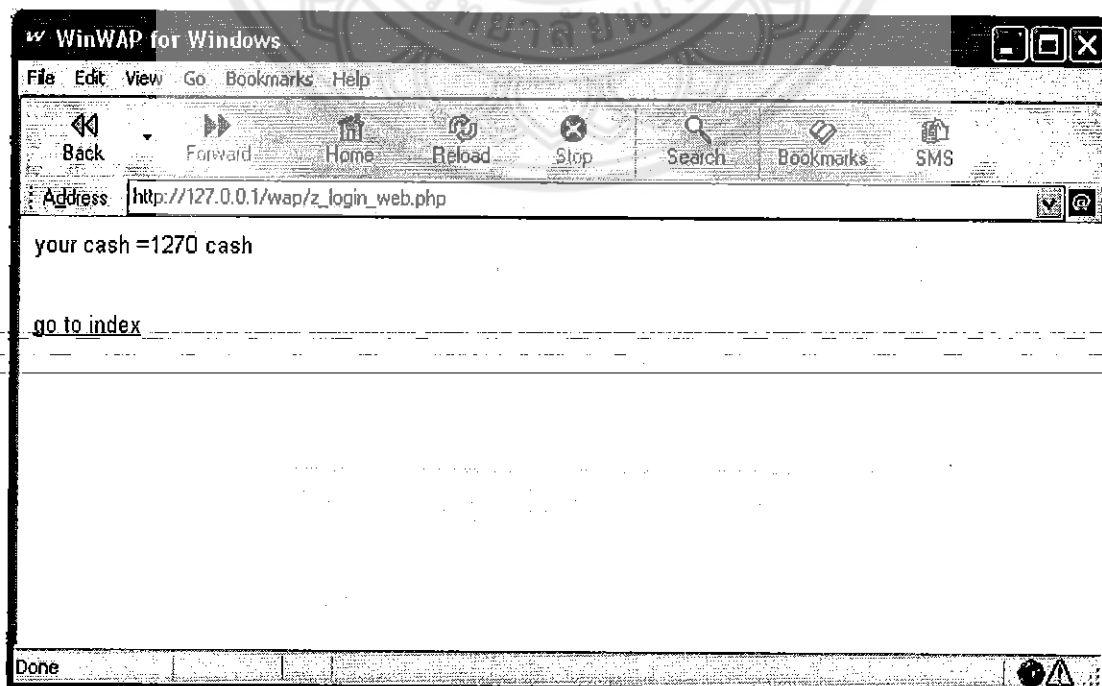 WinWAP for Windows
File Edit View Go Bookmarks Help
Back Forward Home Reload Stop Search Bookmarks SMS
Address http://127.0.0.1/wap/z_login_web.php
your cash =1270 cash
go to index
Done